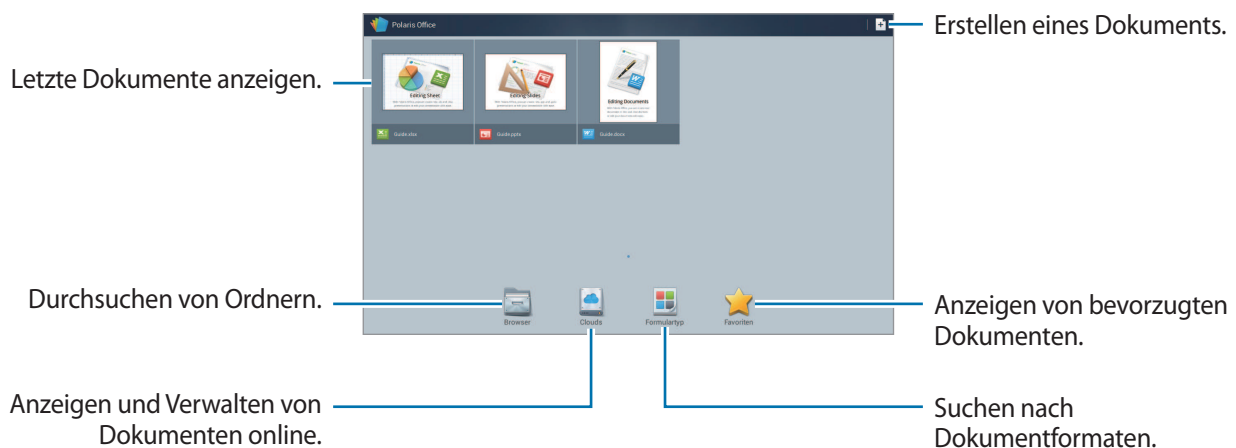 Polaris Office
Erstellen eines Dokuments.
Letzte Dokumente anzeigen.
Editing Sheet
Editing Slides
Editing Documents
Guide.xlsx
Guide.pptx
Guide.docx
Durchsuchen von Ordnern.
Browser
Clouds
Formulartyp
Favoriten
Anzeigen von bevorzugten
Dokumenten.
Anzeigen und Verwalten von
Dokumenten online.
Suchen nach
Dokumentformaten.